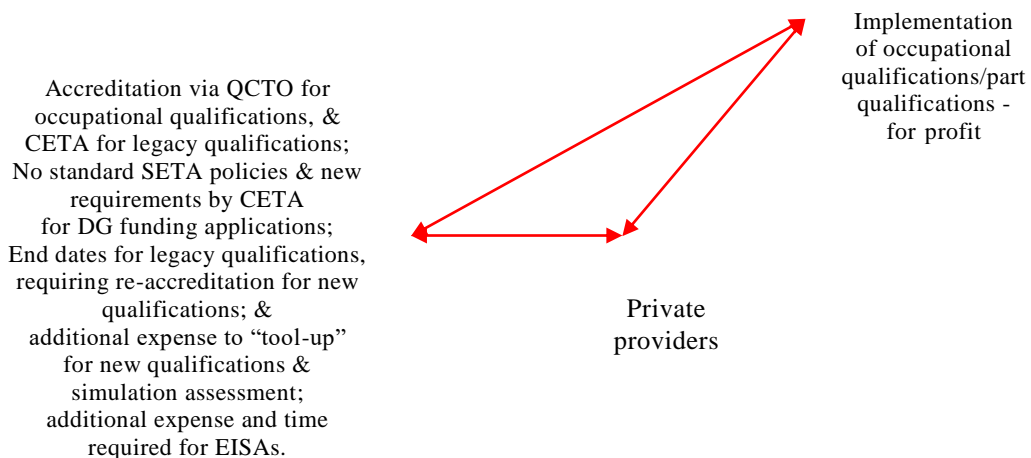 Implementation
of occupational
qualifications/part
qualifications -
for profit
Accreditation via QCTO for
occupational qualifications, &
CETA for legacy qualifications;
No standard SETA policies & new
requirements by CETA
for DG funding applications;
End dates for legacy qualifications,
requiring re-accreditation for new
qualifications; &
additional expense to “tool-up”
for new qualifications &
simulation assessment;
additional expense and time
required for EISAs.
Private
providers